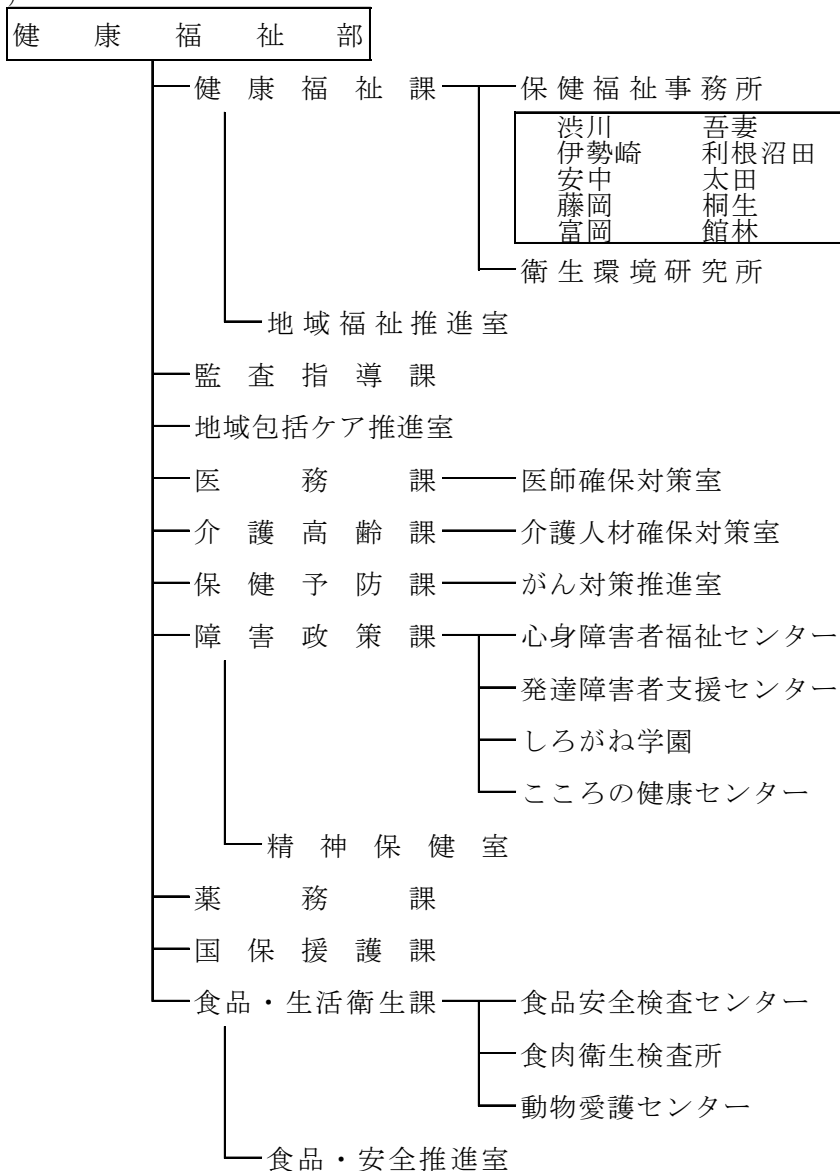 健康福祉部
健康福祉課 保健福祉事務所
渋川 吾妻
伊勢崎 利根沼田
安中 太田
藤岡 桐生
富岡 館林
衛生環境研究所
地域福祉推進室
監査指導課
地域包括ケア推進室
医務課 医師確保対策室
介護高齢課 介護人材確保対策室
保健予防課 がん対策推進室
障害政策課 心身障害者福祉センター
発達障害者支援センター
しろがね学園
こころの健康センター
精神保健室
薬務課
国保援護課
食品・生活衛生課 食品安全検査センター
食肉衛生検査所
動物愛護センター
食品・安全推進室